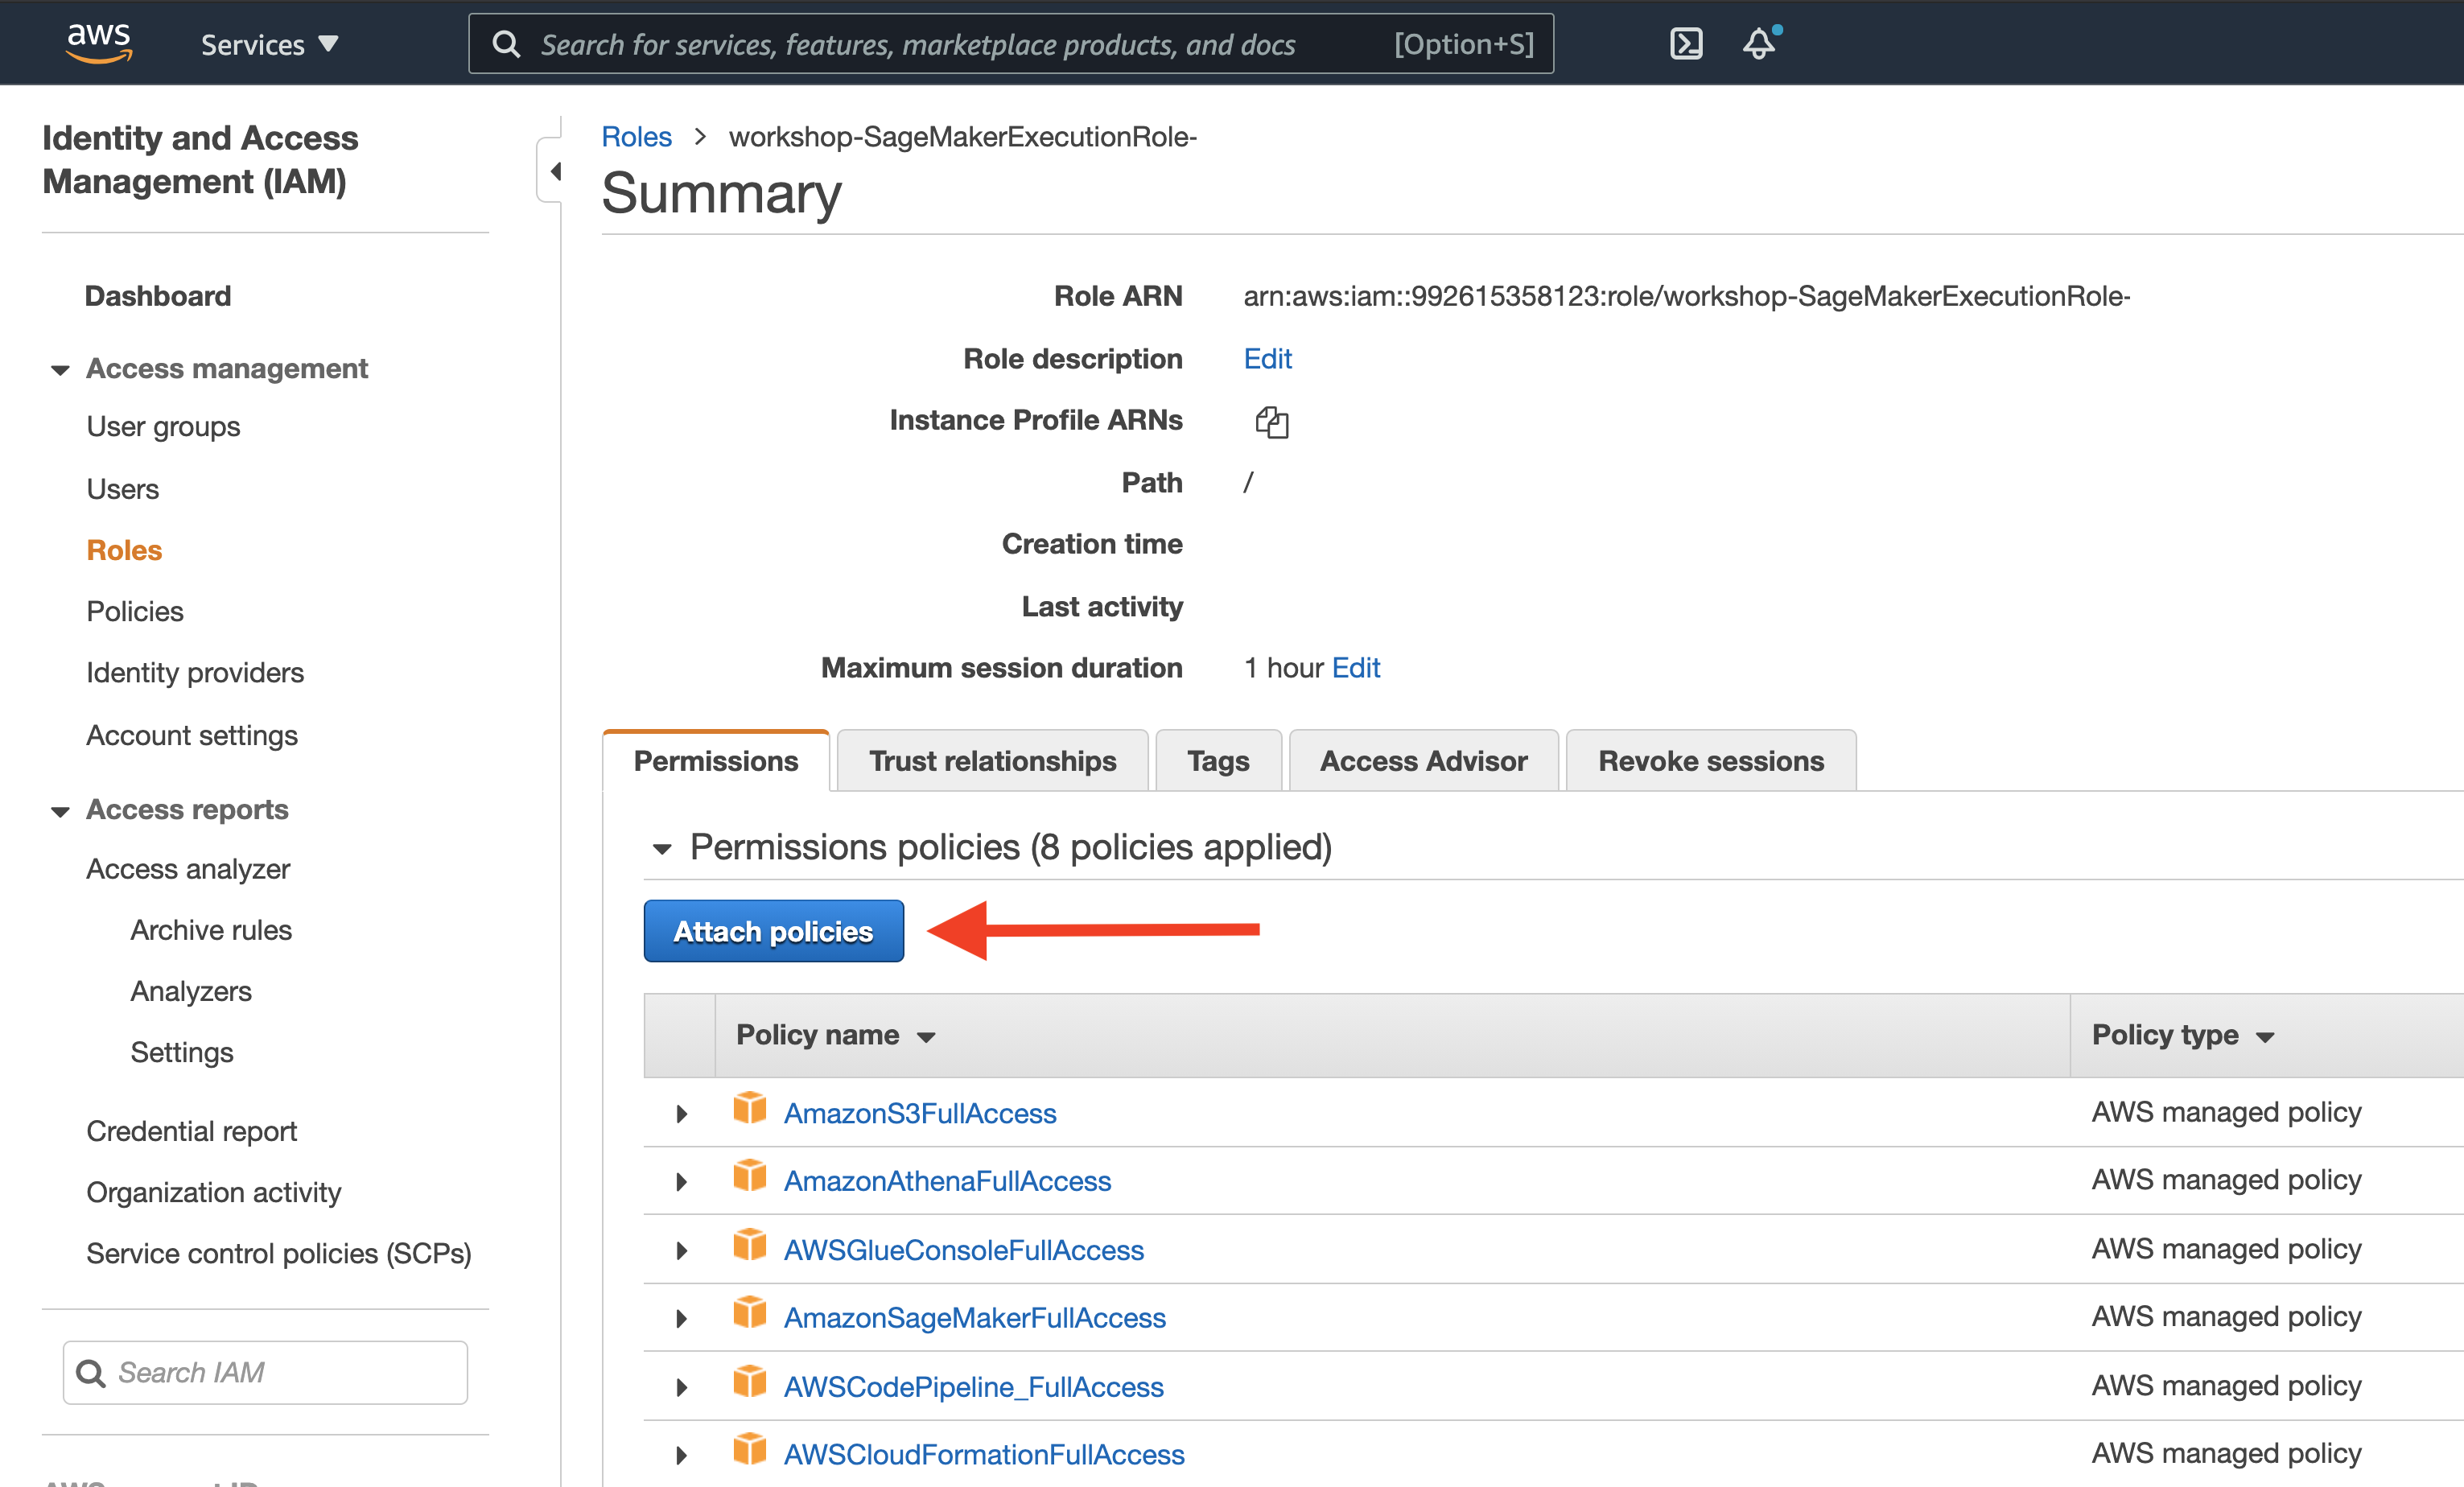 aws Services Search for services, features, marketplace products, and docs [Option+S]
Identity and Access
Management (IAM)
Dashboard
Access management
User groups
Users
Roles
Policies
Identity providers
Account settings
Access reports
Access analyzer
Archive rules
Analyzers
Settings
Credential report
Organization activity
Service control policies (SCPs)
Search IAM
Roles > workshop-SageMakerExecutionRole-
Summary
Role ARN arn:aws:iam::992615358123:role/workshop-SageMakerExecutionRole-
Role description Edit
Instance Profile ARNs
Path /
Creation time
Last activity
Maximum session duration 1 hour Edit
Permissions Trust relationships Tags Access Advisor Revoke sessions
Permissions policies (8 policies applied)
Attach policies
Policy name Policy type
AmazonS3FullAccess AWS managed policy
AmazonAthenaFullAccess AWS managed policy
AWSGlueConsoleFullAccess AWS managed policy
AmazonSageMakerFullAccess AWS managed policy
AWSCodePipeline_FullAccess AWS managed policy
AWSCloudFormationFullAccess AWS managed policy